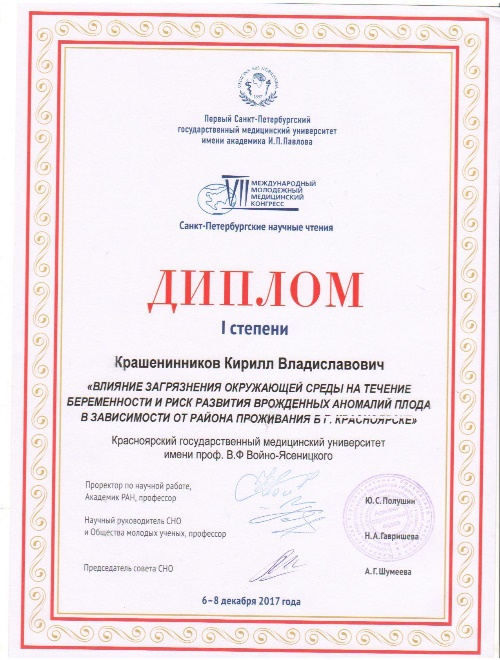 Первый Санкт-Петербургский
государственный медицинский университет
имени академика И.П.Павлова
VII МЕЖДУНАРОДНЫЙ
МОЛОДЕЖНЫЙ
МЕДИЦИНСКИЙ
КОНГРЕСС
Санкт-Петербургские научные чтения
ДИПЛОМ
I степени
Крашенинников Кирилл Владиславович
«ВЛИЯНИЕ ЗАГРЯЗНЕНИЯ ОКРУЖАЮЩЕЙ СРЕДЫ НА ТЕЧЕНИЕ
БЕРЕМЕННОСТИ И РИСК РАЗВИТИЯ ВРОЖДЕННЫХ АНОМАЛИЙ ПЛОДА
В ЗАВИСИМОСТИ ОТ РАЙОНА ПРОЖИВАНИЯ В Г. КРАСНОЯРСКЕ»
Красноярский государственный медицинский университет
имени проф. В.Ф Войно-Ясеницкого
Проректор по научной работе,
Академик РАН, профессор
Ю.С.Полушин
Научный руководитель СНО
и Общества молодых ученых, профессор
Н.А.Гавришева
Председатель совета СНО
А.Г.Шумеева
6–8 декабря 2017 года